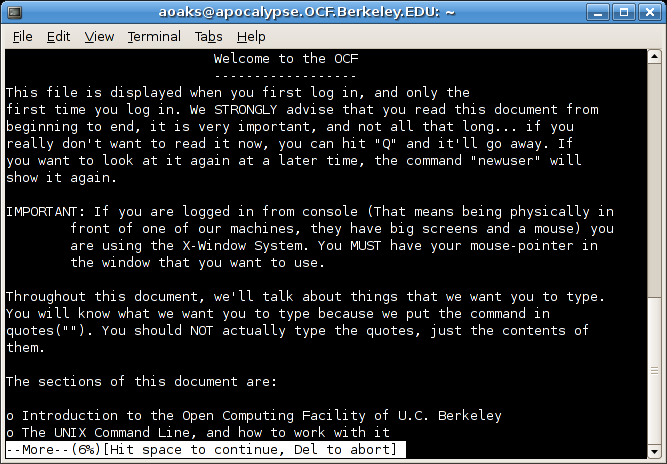 aoaks@apocalypse.OCF.Berkeley.EDU: ~
File Edit View Terminal Tabs Help
Welcome to the OCF
------------------
This file is displayed when you first log in, and only the
first time you log in. We STRONGLY advise that you read this document from
beginning to end, it is very important, and not all that long... if you
really don't want to read it now, you can hit "Q" and it'll go away. If
you want to look at it again at a later time, the command "newuser" will
show it again.
IMPORTANT: If you are logged in from console (That means being physically in
front of one of our machines, they have big screens and a mouse) you
are using the X-Window System. You MUST have your mouse-pointer in
the window that you want to use.
Throughout this document, we'll talk about things that we want you to type.
You will know what we want you to type because we put the command in
quotes(""). You should NOT actually type the quotes, just the contents of
them.
The sections of this document are:
o Introduction to the Open Computing Facility of U.C. Berkeley
o The UNIX Command Line, and how to work with it
--More--(6%)[Hit space to continue, Del to abort]